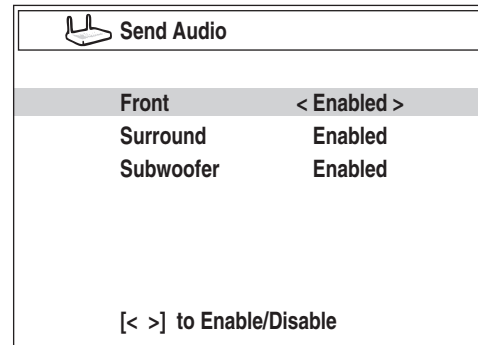 Send Audio
Front < Enabled >
Surround Enabled
Subwoofer Enabled
[< >] to Enable/Disable